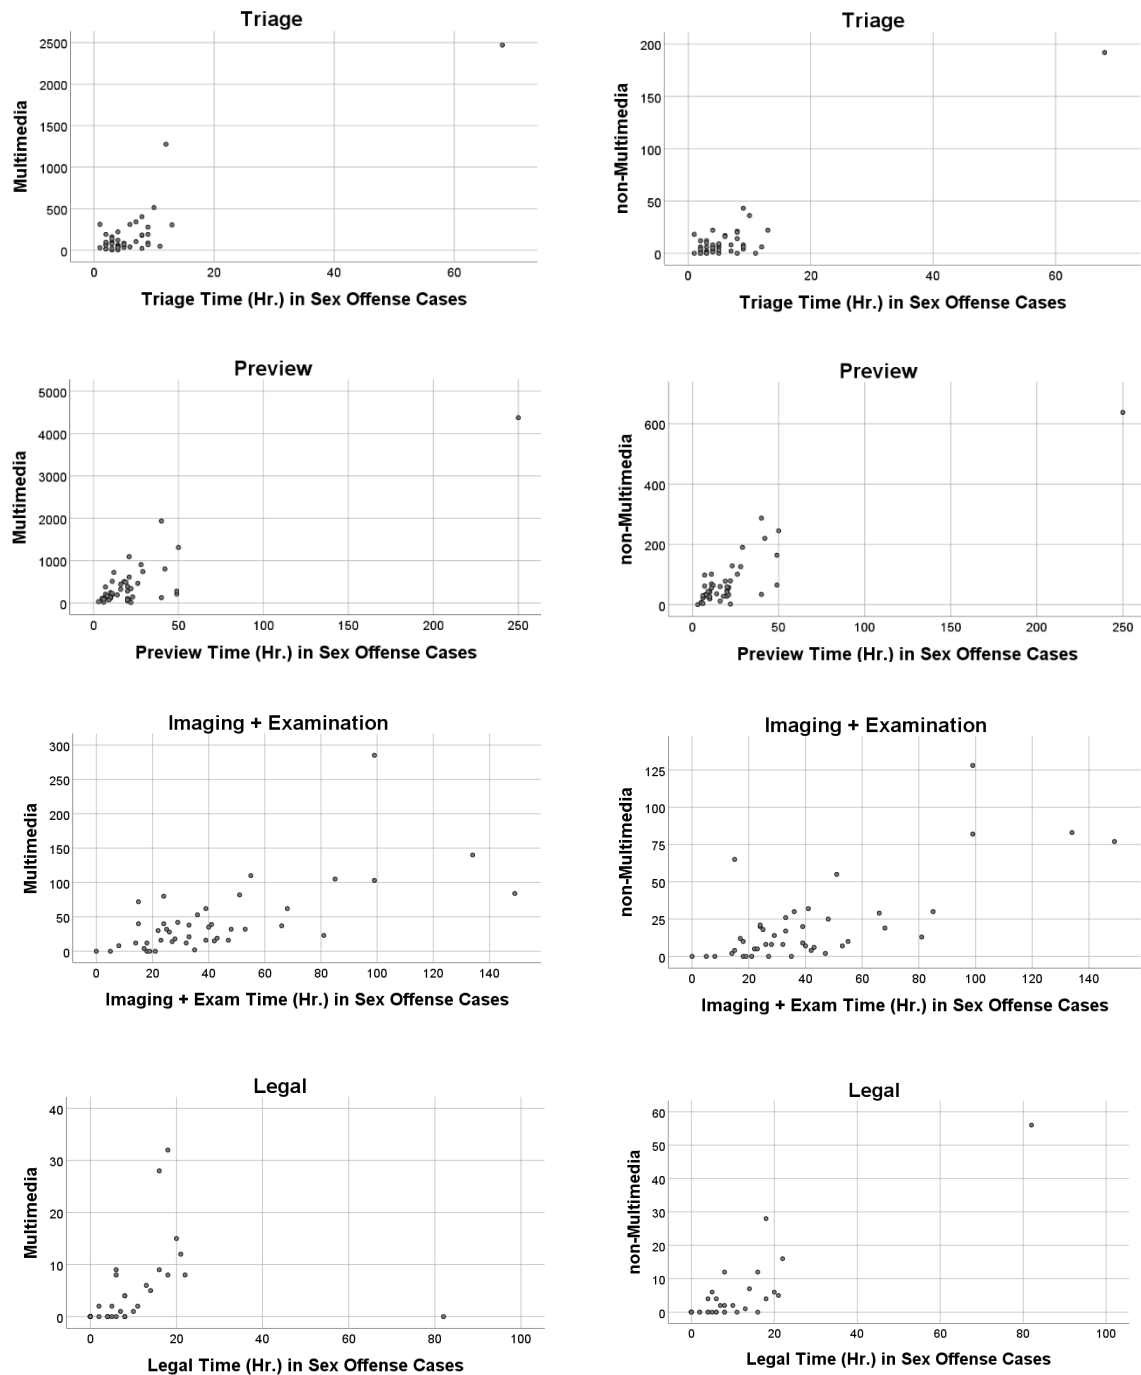 Triage
Multimedia
2500
2000
1500
1000
500
0
0 20 40 60
Triage Time (Hr.) in Sex Offense Cases
Triage
non-Multimedia
200
150
100
50
0
0 20 40 60
Triage Time (Hr.) in Sex Offense Cases
Preview
Multimedia
5000
4000
3000
2000
1000
0
0 50 100 150 200 250
Preview Time (Hr.) in Sex Offense Cases
Preview
non-Multimedia
600
400
200
0
0 50 100 150 200 250
Preview Time (Hr.) in Sex Offense Cases
Imaging + Examination
Multimedia
300
250
200
150
100
50
0
0 20 40 60 80 100 120 140
Imaging + Exam Time (Hr.) in Sex Offense Cases
Imaging + Examination
non-Multimedia
125
100
75
50
25
0
0 20 40 60 80 100 120 140
Imaging + Exam Time (Hr.) in Sex Offense Cases
Legal
Multimedia
40
30
20
10
0
0 20 40 60 80 100
Legal Time (Hr.) in Sex Offense Cases
Legal
non-Multimedia
60
50
40
30
20
10
0
0 20 40 60 80 100
Legal Time (Hr.) in Sex Offense Cases